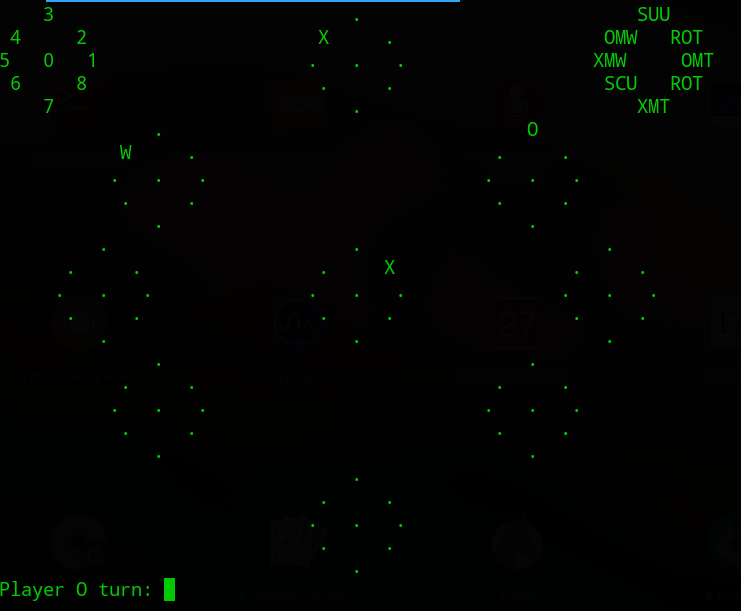 3 . SUU
4 2 X . OMW ROT
5 0 1 . . . XMW OMT
6 8 . . SCU ROT
7 . XMT
. O
W . . .
. . . . . .
. . . .
. .
. . .
. . . X . .
. . . . . . . . .
. . . . . .
. . .
. .
. . . .
. . . . . .
. . . .
. .
.
. .
. . .
. .
.
Player O turn: